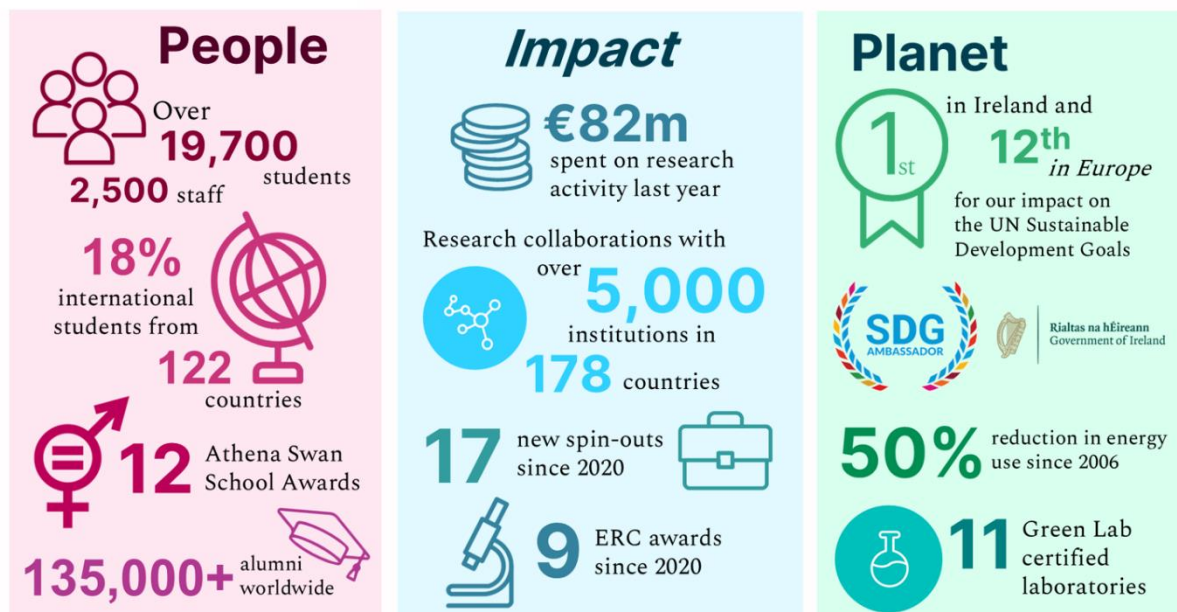 People
Over
19,700
students
2,500 staff
18%
international
students from
122
countries
12
Athena Swan
School Awards
135,000+
alumni
worldwide
Impact
€82m
spent on research
activity last year
Research collaborations with
over
5,000
institutions in
178 countries
17
new spin-outs
since 2020
9
ERC awards
since 2020
Planet
1st
in Ireland and
12th
in Europe
for our impact on
the UN Sustainable
Development Goals
SDG
AMBASSADOR
Rialtas na hÉireann
Government of Ireland
50%
reduction in energy
use since 2006
11
Green Lab
certified
laboratories